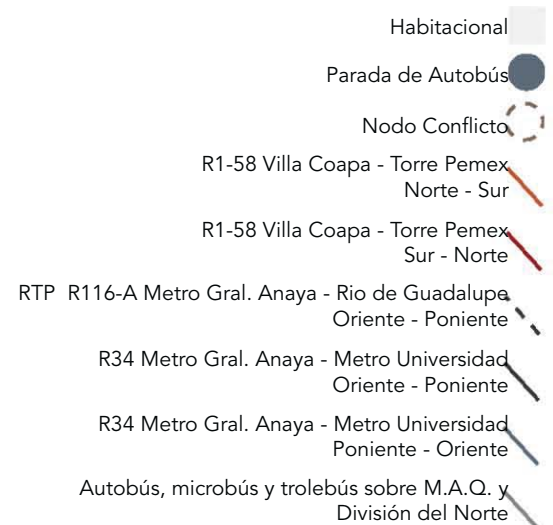 Habitacional
Parada de Autobús
Nodo Conflicto
R1-58 Villa Coapa - Torre Pemex
Norte - Sur
R1-58 Villa Coapa - Torre Pemex
Sur - Norte
RTP R116-A Metro Gral. Anaya - Rio de Guadalupe
Oriente - Poniente
R34 Metro Gral. Anaya - Metro Universidad
Oriente - Poniente
R34 Metro Gral. Anaya - Metro Universidad
Poniente - Oriente
Autobús, microbús y trolebús sobre M.A.Q. y
División del Norte